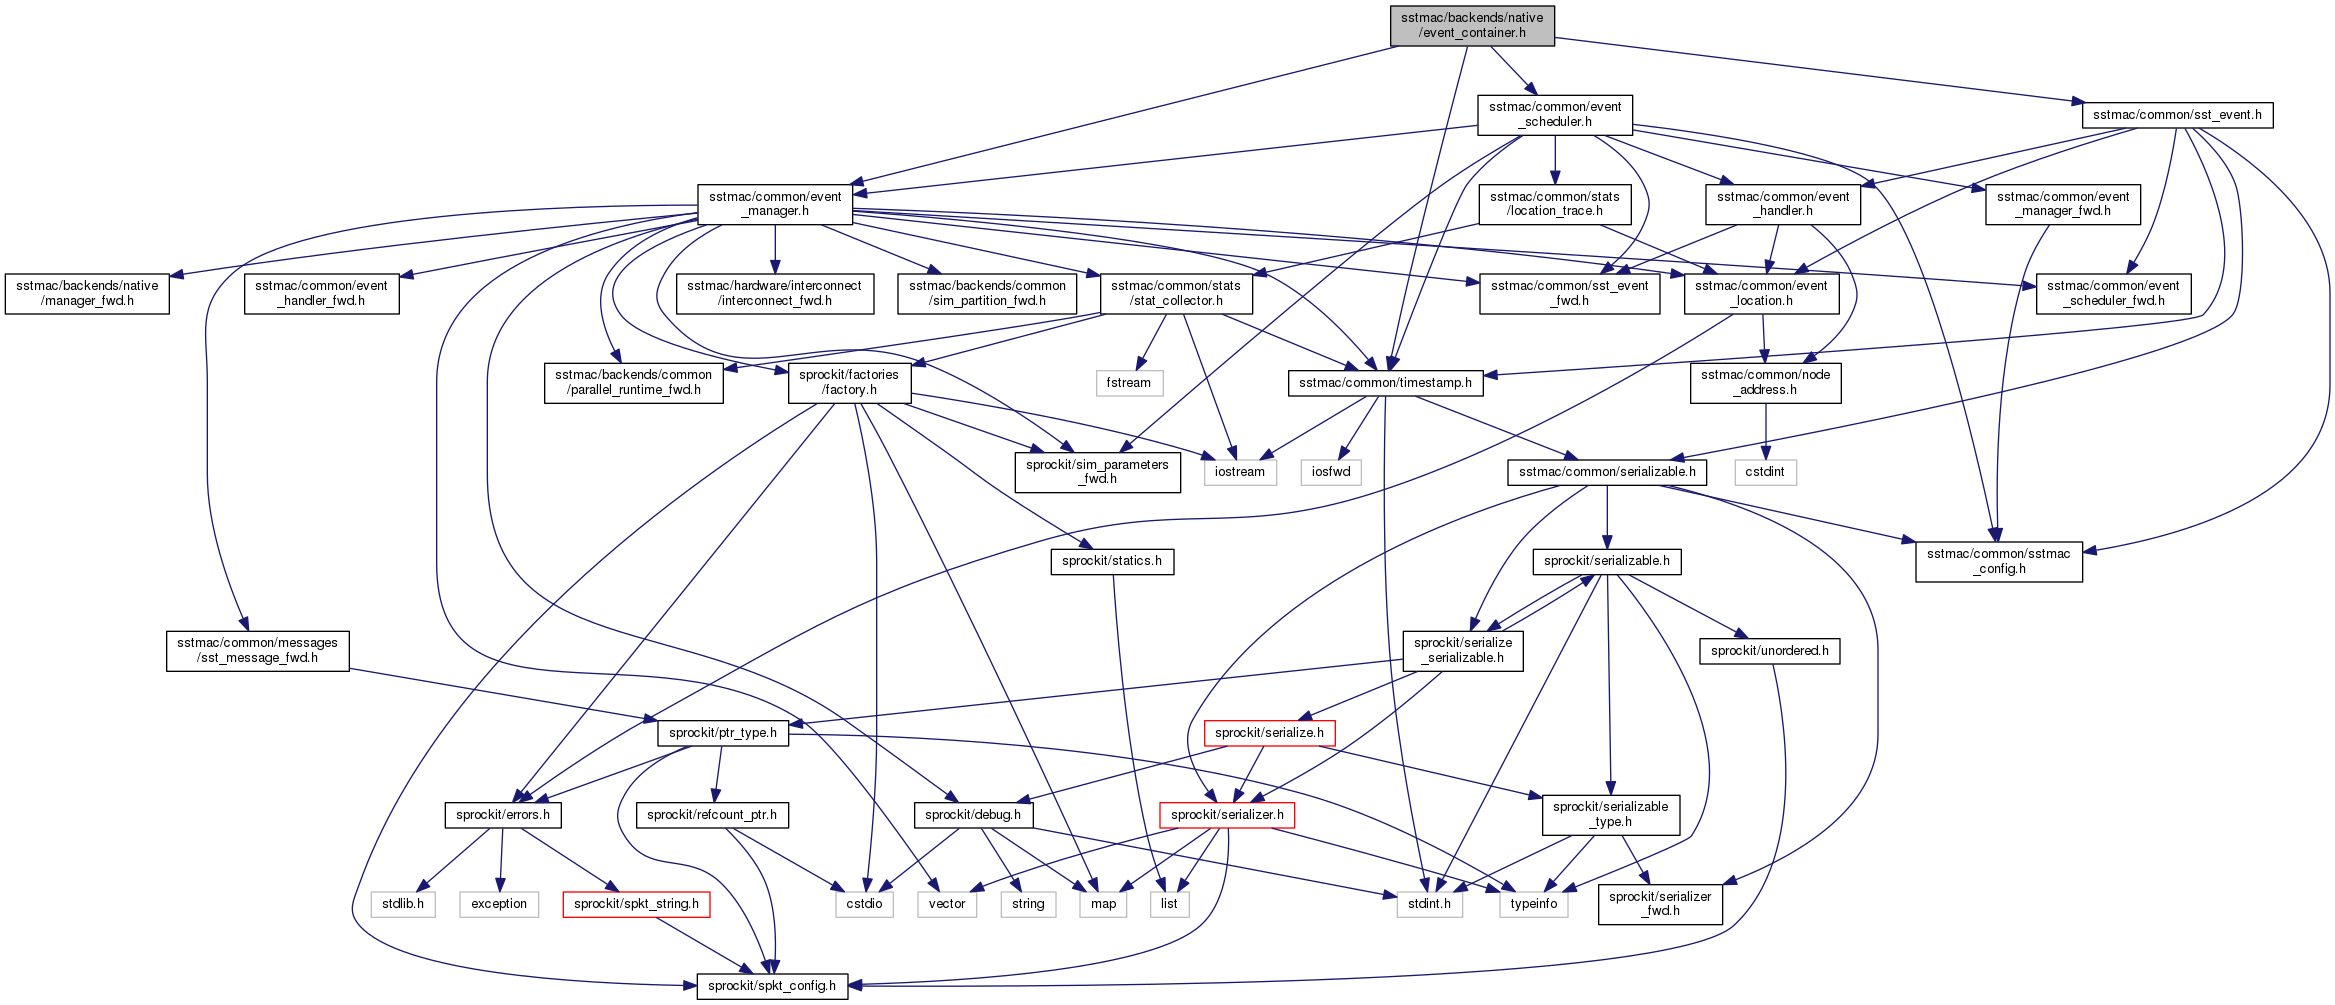 sstmac/backends/native
/event_container.h
sstmac/common/event
_scheduler.h
sstmac/common/sst_event.h
sstmac/common/event
_manager.h
sstmac/common/stats
/location_trace.h
sstmac/common/event
_handler.h
sstmac/common/event
_manager_fwd.h
sstmac/backends/native
/manager_fwd.h
sstmac/common/event
_handler_fwd.h
sstmac/hardware/interconnect
/interconnect_fwd.h
sstmac/backends/common
/sim_partition_fwd.h
sstmac/common/stats
/stat_collector.h
sstmac/common/sst_event
_fwd.h
sstmac/common/event
_location.h
sstmac/common/event
_scheduler_fwd.h
sstmac/backends/common
/parallel_runtime_fwd.h
sprockit/factories
/factory.h
fstream
sstmac/common/timestamp.h
sstmac/common/node
_address.h
sprockit/sim_parameters
_fwd.h
iostream
iosfwd
sstmac/common/serializable.h
cstdint
sprockit/statics.h
sprockit/serializable.h
sstmac/common/sstmac
_config.h
sstmac/common/messages
/sst_message_fwd.h
sprockit/serialize
_serializable.h
sprockit/unordered.h
sprockit/ptr_type.h
sprockit/serialize.h
sprockit/errors.h
sprockit/refcount_ptr.h
sprockit/debug.h
sprockit/serializer.h
sprockit/serializable
_type.h
stdlib.h
exception
sprockit/spkt_string.h
cstdio
vector
string
map
list
stdint.h
typeinfo
sprockit/serializer
_fwd.h
sprockit/spkt_config.h